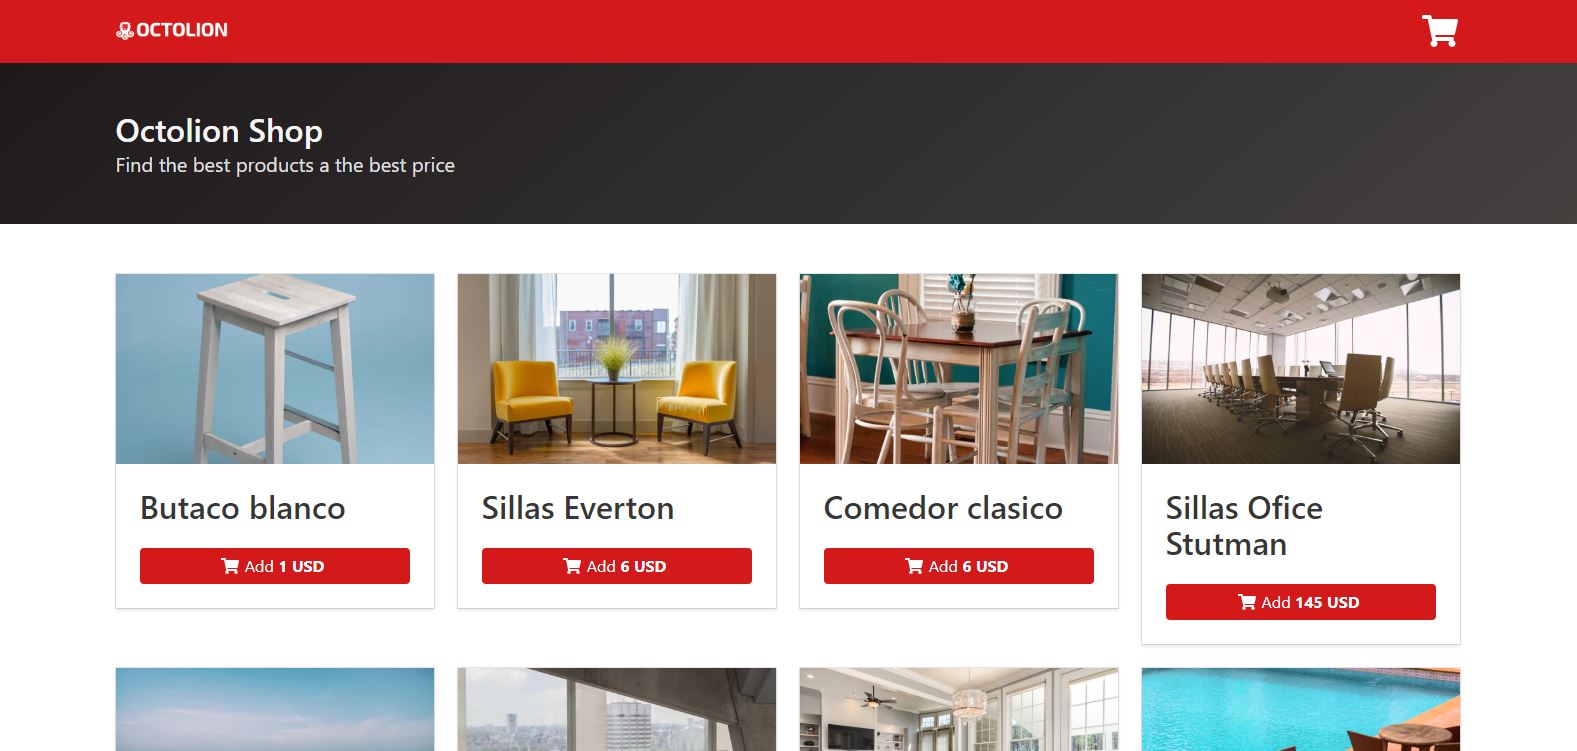 OCTOLION
Octolion Shop
Find the best products a the best price
Butaco blanco
Add 1 USD
Sillas Everton
Add 6 USD
Comedor clasico
Add 6 USD
Sillas Ofice
Stutman
Add 145 USD